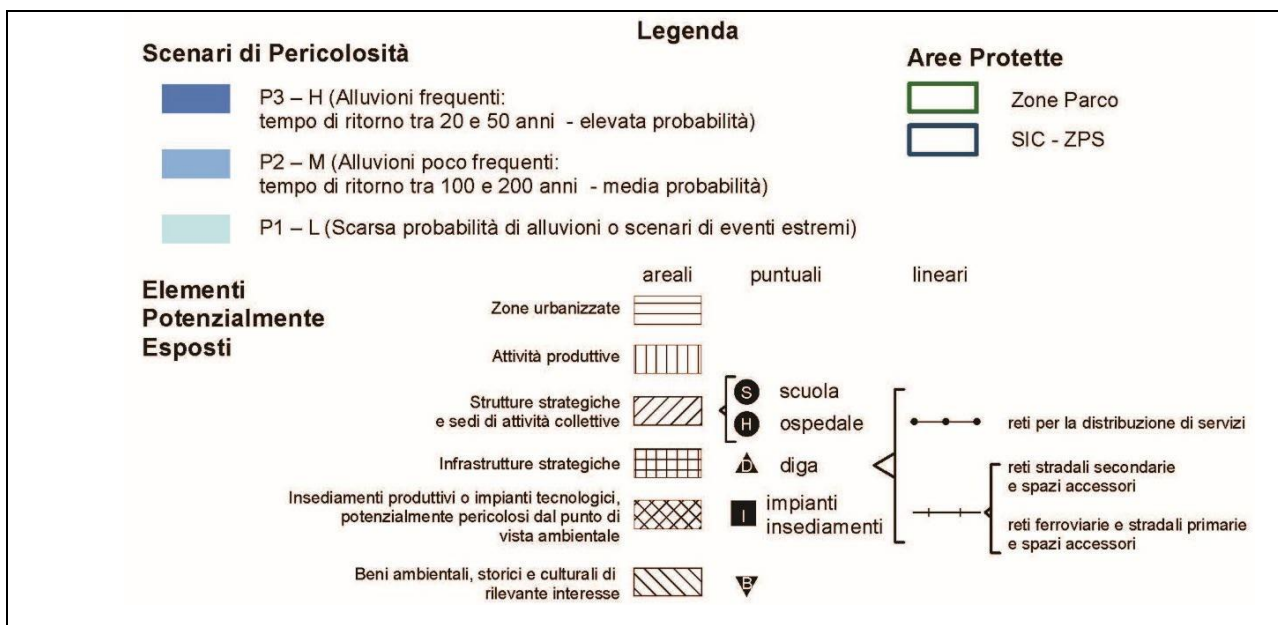 Legenda
Scenari di Pericolosità
P3 – H (Alluvioni frequenti:
tempo di ritorno tra 20 e 50 anni - elevata probabilità)
P2 – M (Alluvioni poco frequenti:
tempo di ritorno tra 100 e 200 anni - media probabilità)
P1 – L (Scarsa probabilità di alluvioni o scenari di eventi estremi)
Aree Protette
Zone Parco
SIC - ZPS
Elementi
Potenzialmente
Esposti
areali
puntuali
lineari
Zone urbanizzate
Attività produttive
Strutture strategiche
e sedi di attività collettive
S
scuola
H
ospedale
reti per la distribuzione di servizi
Infrastrutture strategiche
D
diga
reti stradali secondarie
e spazi accessori
Insediamenti produttivi o impianti tecnologici,
potenzialmente pericolosi dal punto di
vista ambientale
I
impianti
insediamenti
reti ferroviarie e stradali primarie
e spazi accessori
Beni ambientali, storici e culturali di
rilevante interesse
B